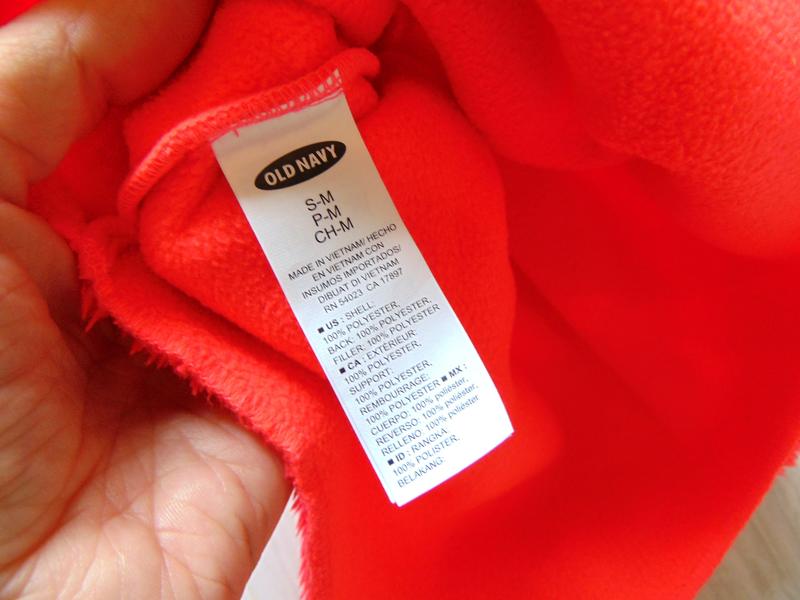 OLD NAVY
S-M
P-M
CH-M
MADE IN VIETNAM/ HECHO
EN VIETNAM CON
INSUMOS IMPORTADOS/
DIBUAT DI VIETNAM
RN 54023 CA 17897
■ US : SHELL:
100% POLYESTER,
BACK: 100% POLYESTER,
FILLER: 100% POLYESTER
■ CA : EXTÉRIEUR:
100% POLYESTER,
SUPPORT:
100% POLYESTER,
REMBOURRAGE:
100% POLYESTER ■ MX :
CUERPO: 100% poliéster,
REVERSO: 100% poliéster,
RELLENO: 100% poliéster
■ ID : RANGKA
100% POLISTER,
BELAKANG: